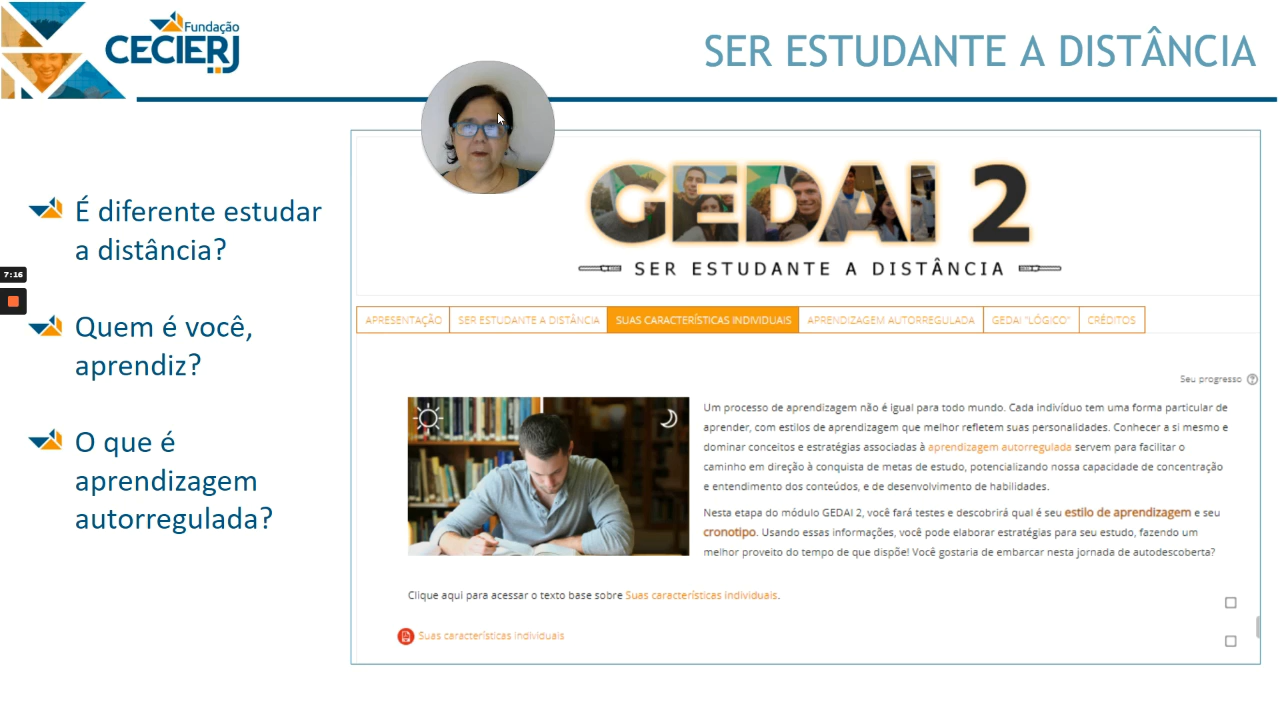 Fundação
CECIERJ
SER ESTUDANTE A DISTÂNCIA
É diferente estudar
a distância?
7:16
Quem é você,
aprendiz?
O que é
aprendizagem
autorregulada?
GEDAI 2
SER ESTUDANTE A DISTÂNCIA
APRESENTAÇÃO SER ESTUDANTE A DISTÂNCIA SUAS CARACTERÍSTICAS INDIVIDUAIS APRENDIZAGEM AUTORREGULADA GEDAI "LÓGICO" CRÉDITOS
Seu progresso ?
Um processo de aprendizagem não é igual para todo mundo. Cada indivíduo tem uma forma particular de
aprender, com estilos de aprendizagem que melhor refletem suas personalidades. Conhecer a si mesmo e
dominar conceitos e estratégias associadas à aprendizagem autorregulada servem para facilitar o
caminho em direção à conquista de metas de estudo, potencializando nossa capacidade de concentração
e entendimento dos conteúdos, e de desenvolvimento de habilidades.
Nesta etapa do módulo GEDAI 2, você fará testes e descobrirá qual é seu estilo de aprendizagem e seu
cronotipo. Usando essas informações, você pode elaborar estratégias para seu estudo, fazendo um
melhor proveito do tempo de que dispõe! Você gostaria de embarcar nesta jornada de autodescoberta?
Clique aqui para acessar o texto base sobre Suas características individuais.
Suas características individuais